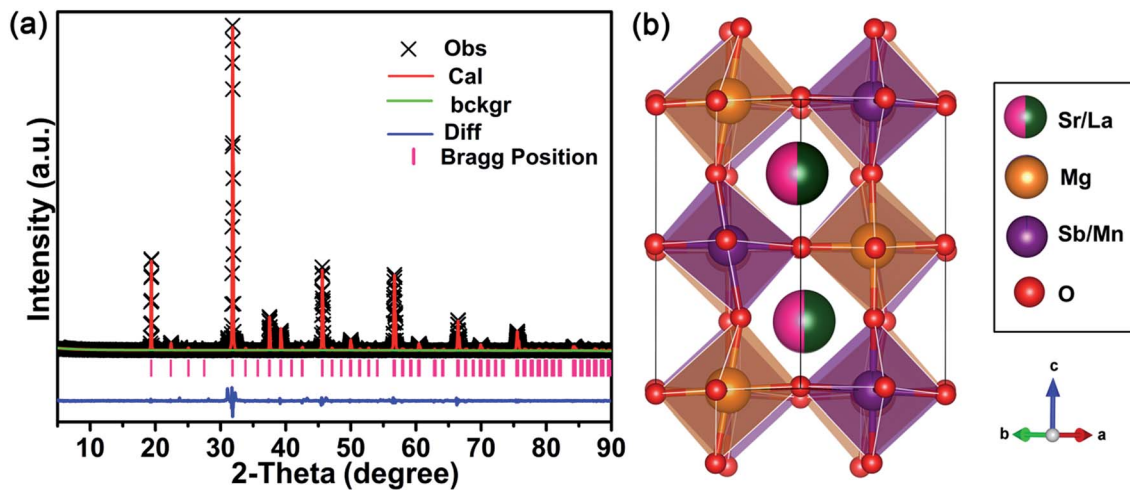 (a)
Obs
Cal
bckgr
Diff
Bragg Position
Intensity (a.u.)
10 20 30 40 50 60 70 80 90
2-Theta (degree)
(b)
Sr/La
Mg
Sb/Mn
O
c
b
a